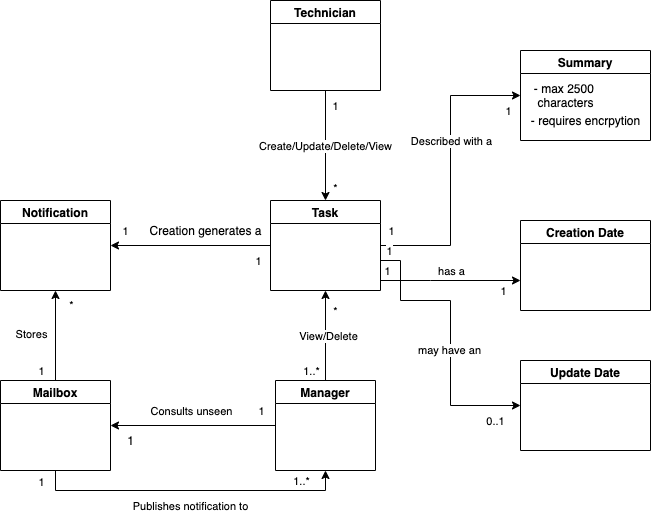 Technician
1
Create/Update/Delete/View
*
Summary
- max 2500
characters
- requires encrpytion
1
Described with a
Notification
1
Creation generates a
1
Task
1
1
1
has a
1
Creation Date
*
Stores
1
*
View/Delete
1..*
may have an
0..1
Update Date
Mailbox
1
Consults unseen
1
Manager
1
1..*
Publishes notification to